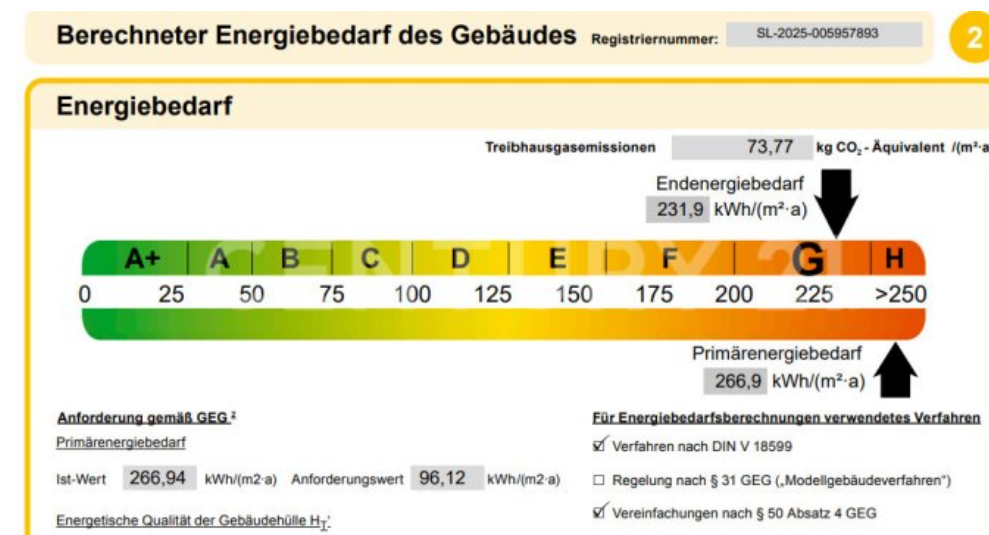 Berechneter Energiebedarf des Gebäudes Registriernummer: SL-2025-005957893 2
Energiebedarf
Treibhausgasemissionen 73,77 kg CO₂-Äquivalent /(m²·a
Endenergiebedarf
231,9 kWh/(m²·a)
CENTURY 21
A+ A B C D E F G H
0 25 50 75 100 125 150 175 200 225 >250
Primärenergiebedarf
266,9 kWh/(m²·a)
Anforderung gemäß GEG ²
Für Energiebedarfsberechnungen verwendetes Verfahren
Primärenergiebedarf
☑ Verfahren nach DIN V 18599
Ist-Wert 266,94 kWh/(m2·a) Anforderungswert 96,12 kWh/(m2·a)
☐ Regelung nach § 31 GEG („Modellgebäudeverfahren")
Energetische Qualität der Gebäudehülle H_T'
☑ Vereinfachungen nach § 50 Absatz 4 GEG